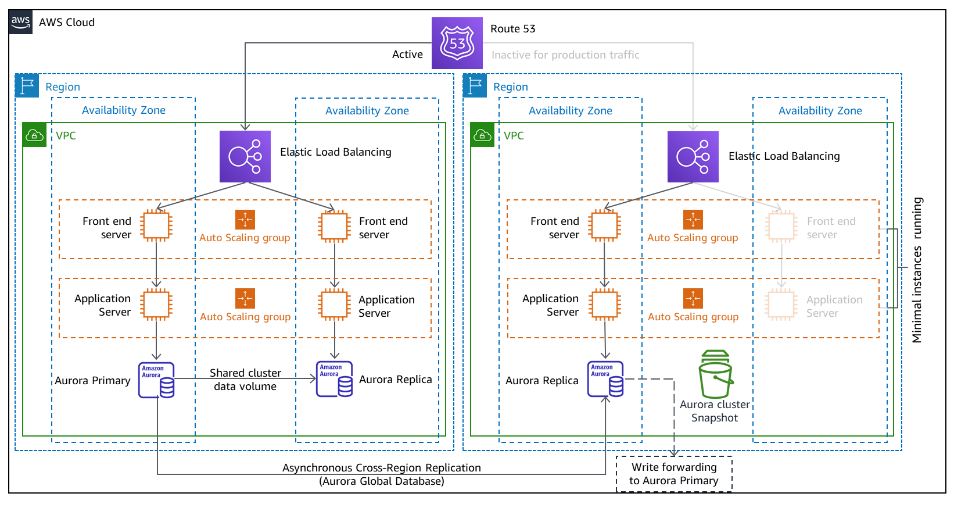 aws
AWS Cloud
Route 53
53
Active
Inactive for production traffic
Region
Availability Zone
Availability Zone
VPC
Elastic Load Balancing
Front end
server
Auto Scaling group
Front end
server
Application
Server
Auto Scaling group
Application
Server
Aurora Primary
Amazon
Aurora
Shared cluster
data volume
Amazon
Aurora
Aurora Replica
Region
Availability Zone
Availability Zone
VPC
Elastic Load Balancing
Front end
server
Auto Scaling group
Front end
server
Application
Server
Auto Scaling group
Application
Server
Minimal instances running
Aurora Replica
Amazon
Aurora
Aurora cluster
Snapshot
Asynchronous Cross-Region Replication
(Aurora Global Database)
Write forwarding
to Aurora Primary